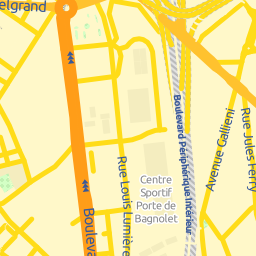 elgrand
Boulevard Périphérique Intérieur
Rue Jules Ferry
Avenue Gallieni
Rue Louis Lumière
Centre
Sportif
Porte de
Bagnolet
Bouleva